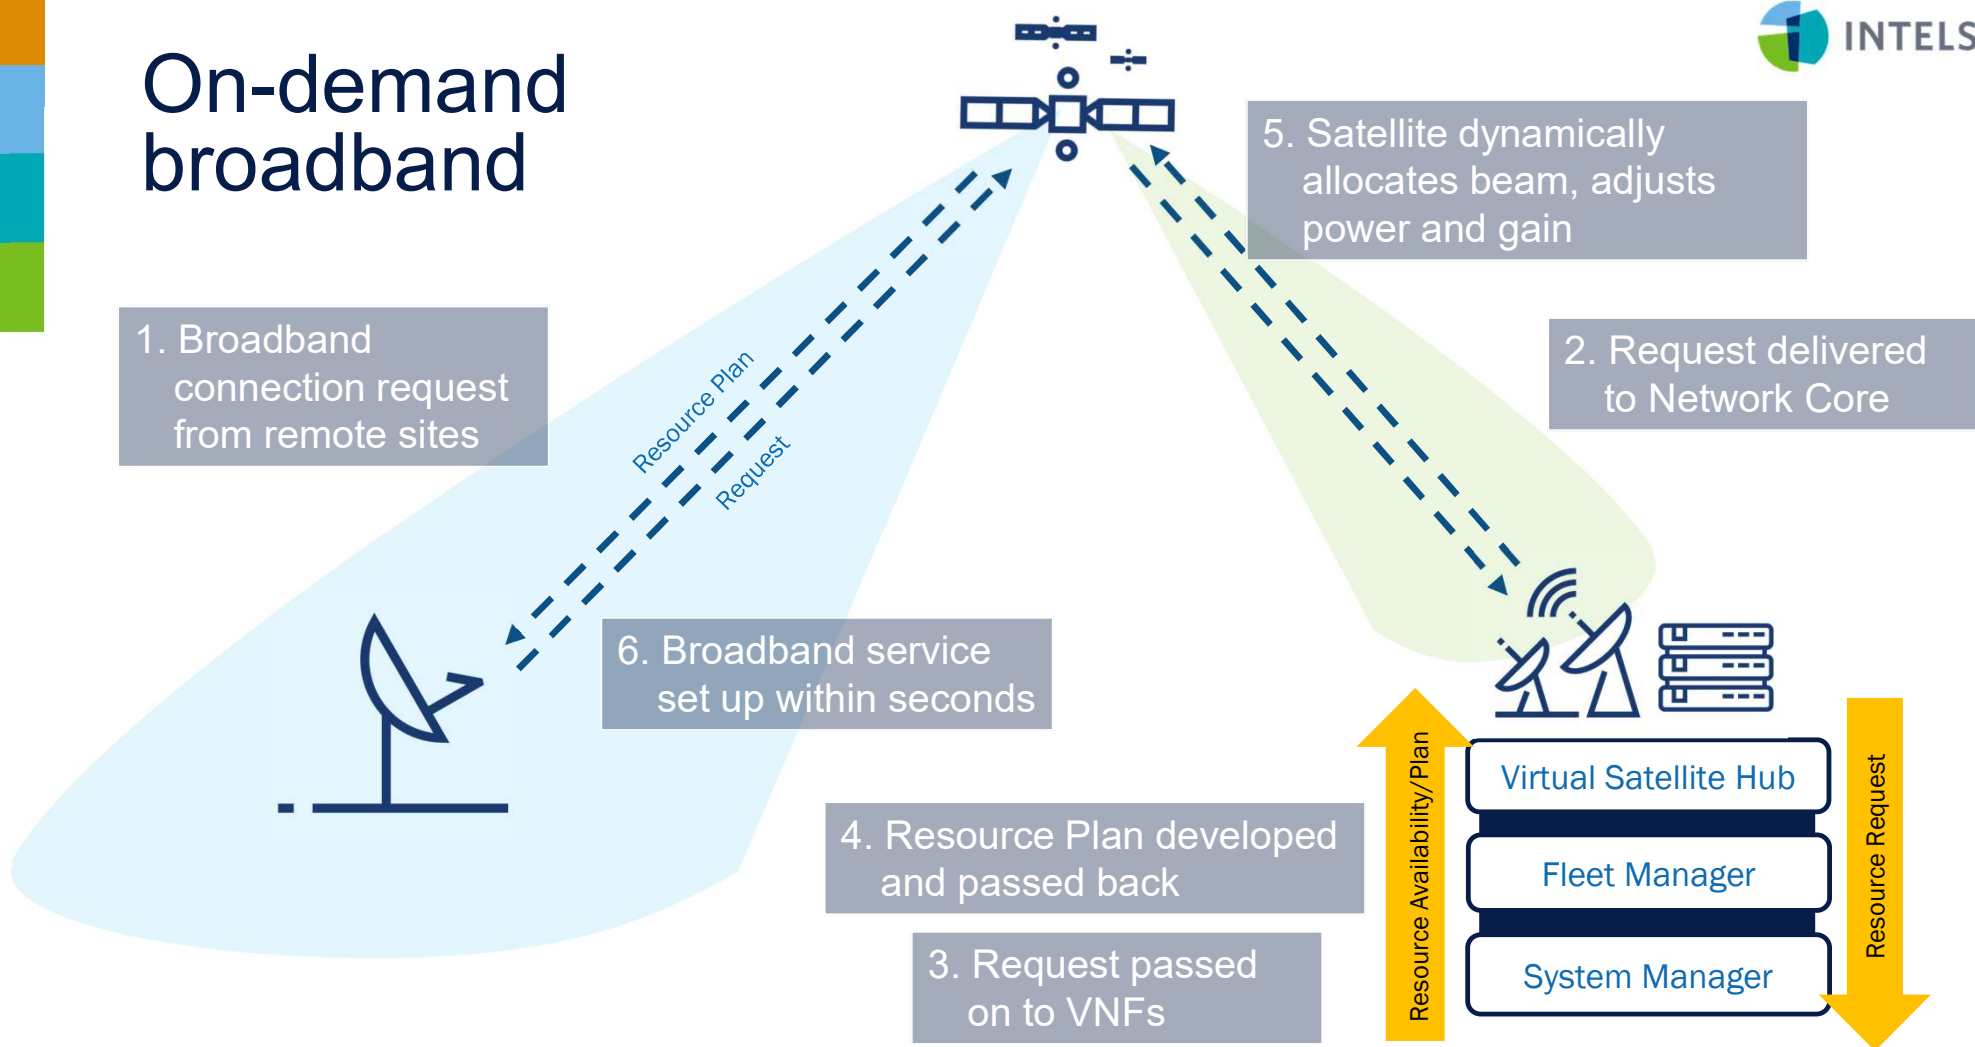 On-demand
broadband
INTELS
5. Satellite dynamically
allocates beam, adjusts
power and gain
1. Broadband
connection request
from remote sites
2. Request delivered
to Network Core
Resource Plan
Request
6. Broadband service
set up within seconds
4. Resource Plan developed
and passed back
3. Request passed
on to VNFs
Resource Availability/Plan
Virtual Satellite Hub
Fleet Manager
System Manager
Resource Request